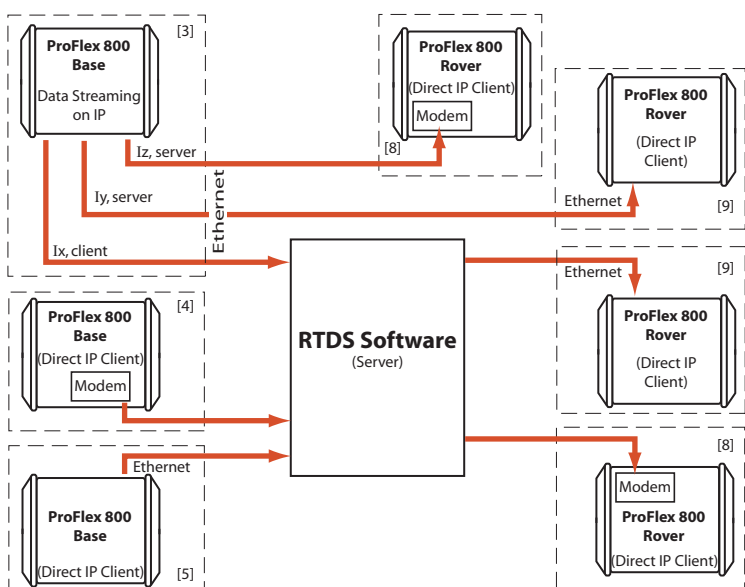 [3]
ProFlex 800
Base
Data Streaming
on IP
ProFlex 800
Rover
(Direct IP Client)
Modem
[8]
ProFlex 800
Rover
(Direct IP
Client)
Ethernet
[9]
Iz, server
Iy, server
Ix, client
Ethernet
[4]
ProFlex 800
Base
(Direct IP Client)
Modem
RTDS Software
(Server)
[9]
Ethernet
ProFlex 800
Rover
(Direct IP
Client)
Ethernet
ProFlex 800
Base
(Direct IP Client)
[5]
[8]
Modem
ProFlex 800
Rover
(Direct IP Client)